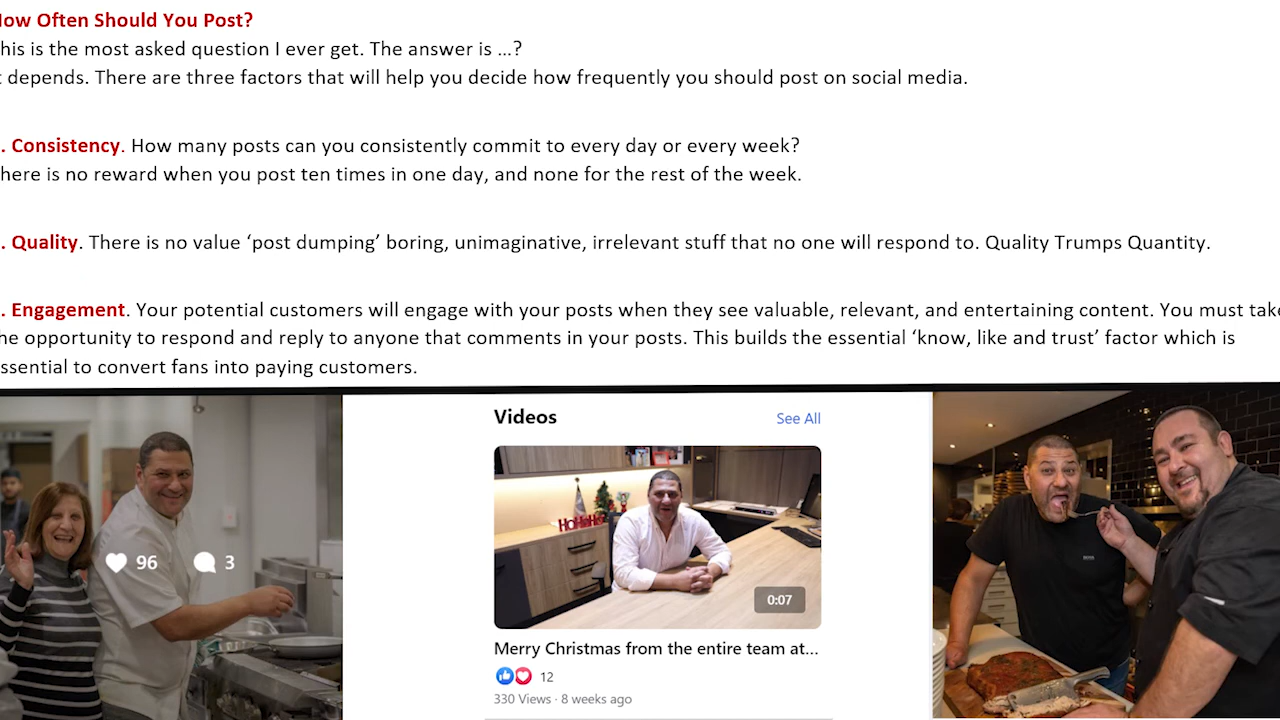 How Often Should You Post?
his is the most asked question I ever get. The answer is …?
t depends. There are three factors that will help you decide how frequently you should post on social media.
. Consistency. How many posts can you consistently commit to every day or every week?
here is no reward when you post ten times in one day, and none for the rest of the week.
. Quality. There is no value ‘post dumping’ boring, unimaginative, irrelevant stuff that no one will respond to. Quality Trumps Quantity.
. Engagement. Your potential customers will engage with your posts when they see valuable, relevant, and entertaining content. You must take
he opportunity to respond and reply to anyone that comments in your posts. This builds the essential ‘know, like and trust’ factor which is
ssential to convert fans into paying customers.
96 3
Videos See All
HoHoHo
0:07
Merry Christmas from the entire team at...
12
330 Views · 8 weeks ago